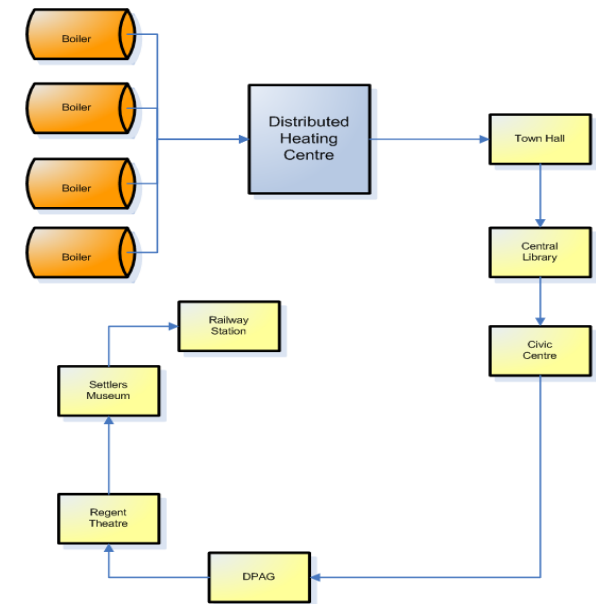 Boiler
Boiler
Boiler
Boiler
Distributed
Heating
Centre
Town Hall
Central
Library
Civic
Centre
DPAG
Regent
Theatre
Settlers
Museum
Railway
Station